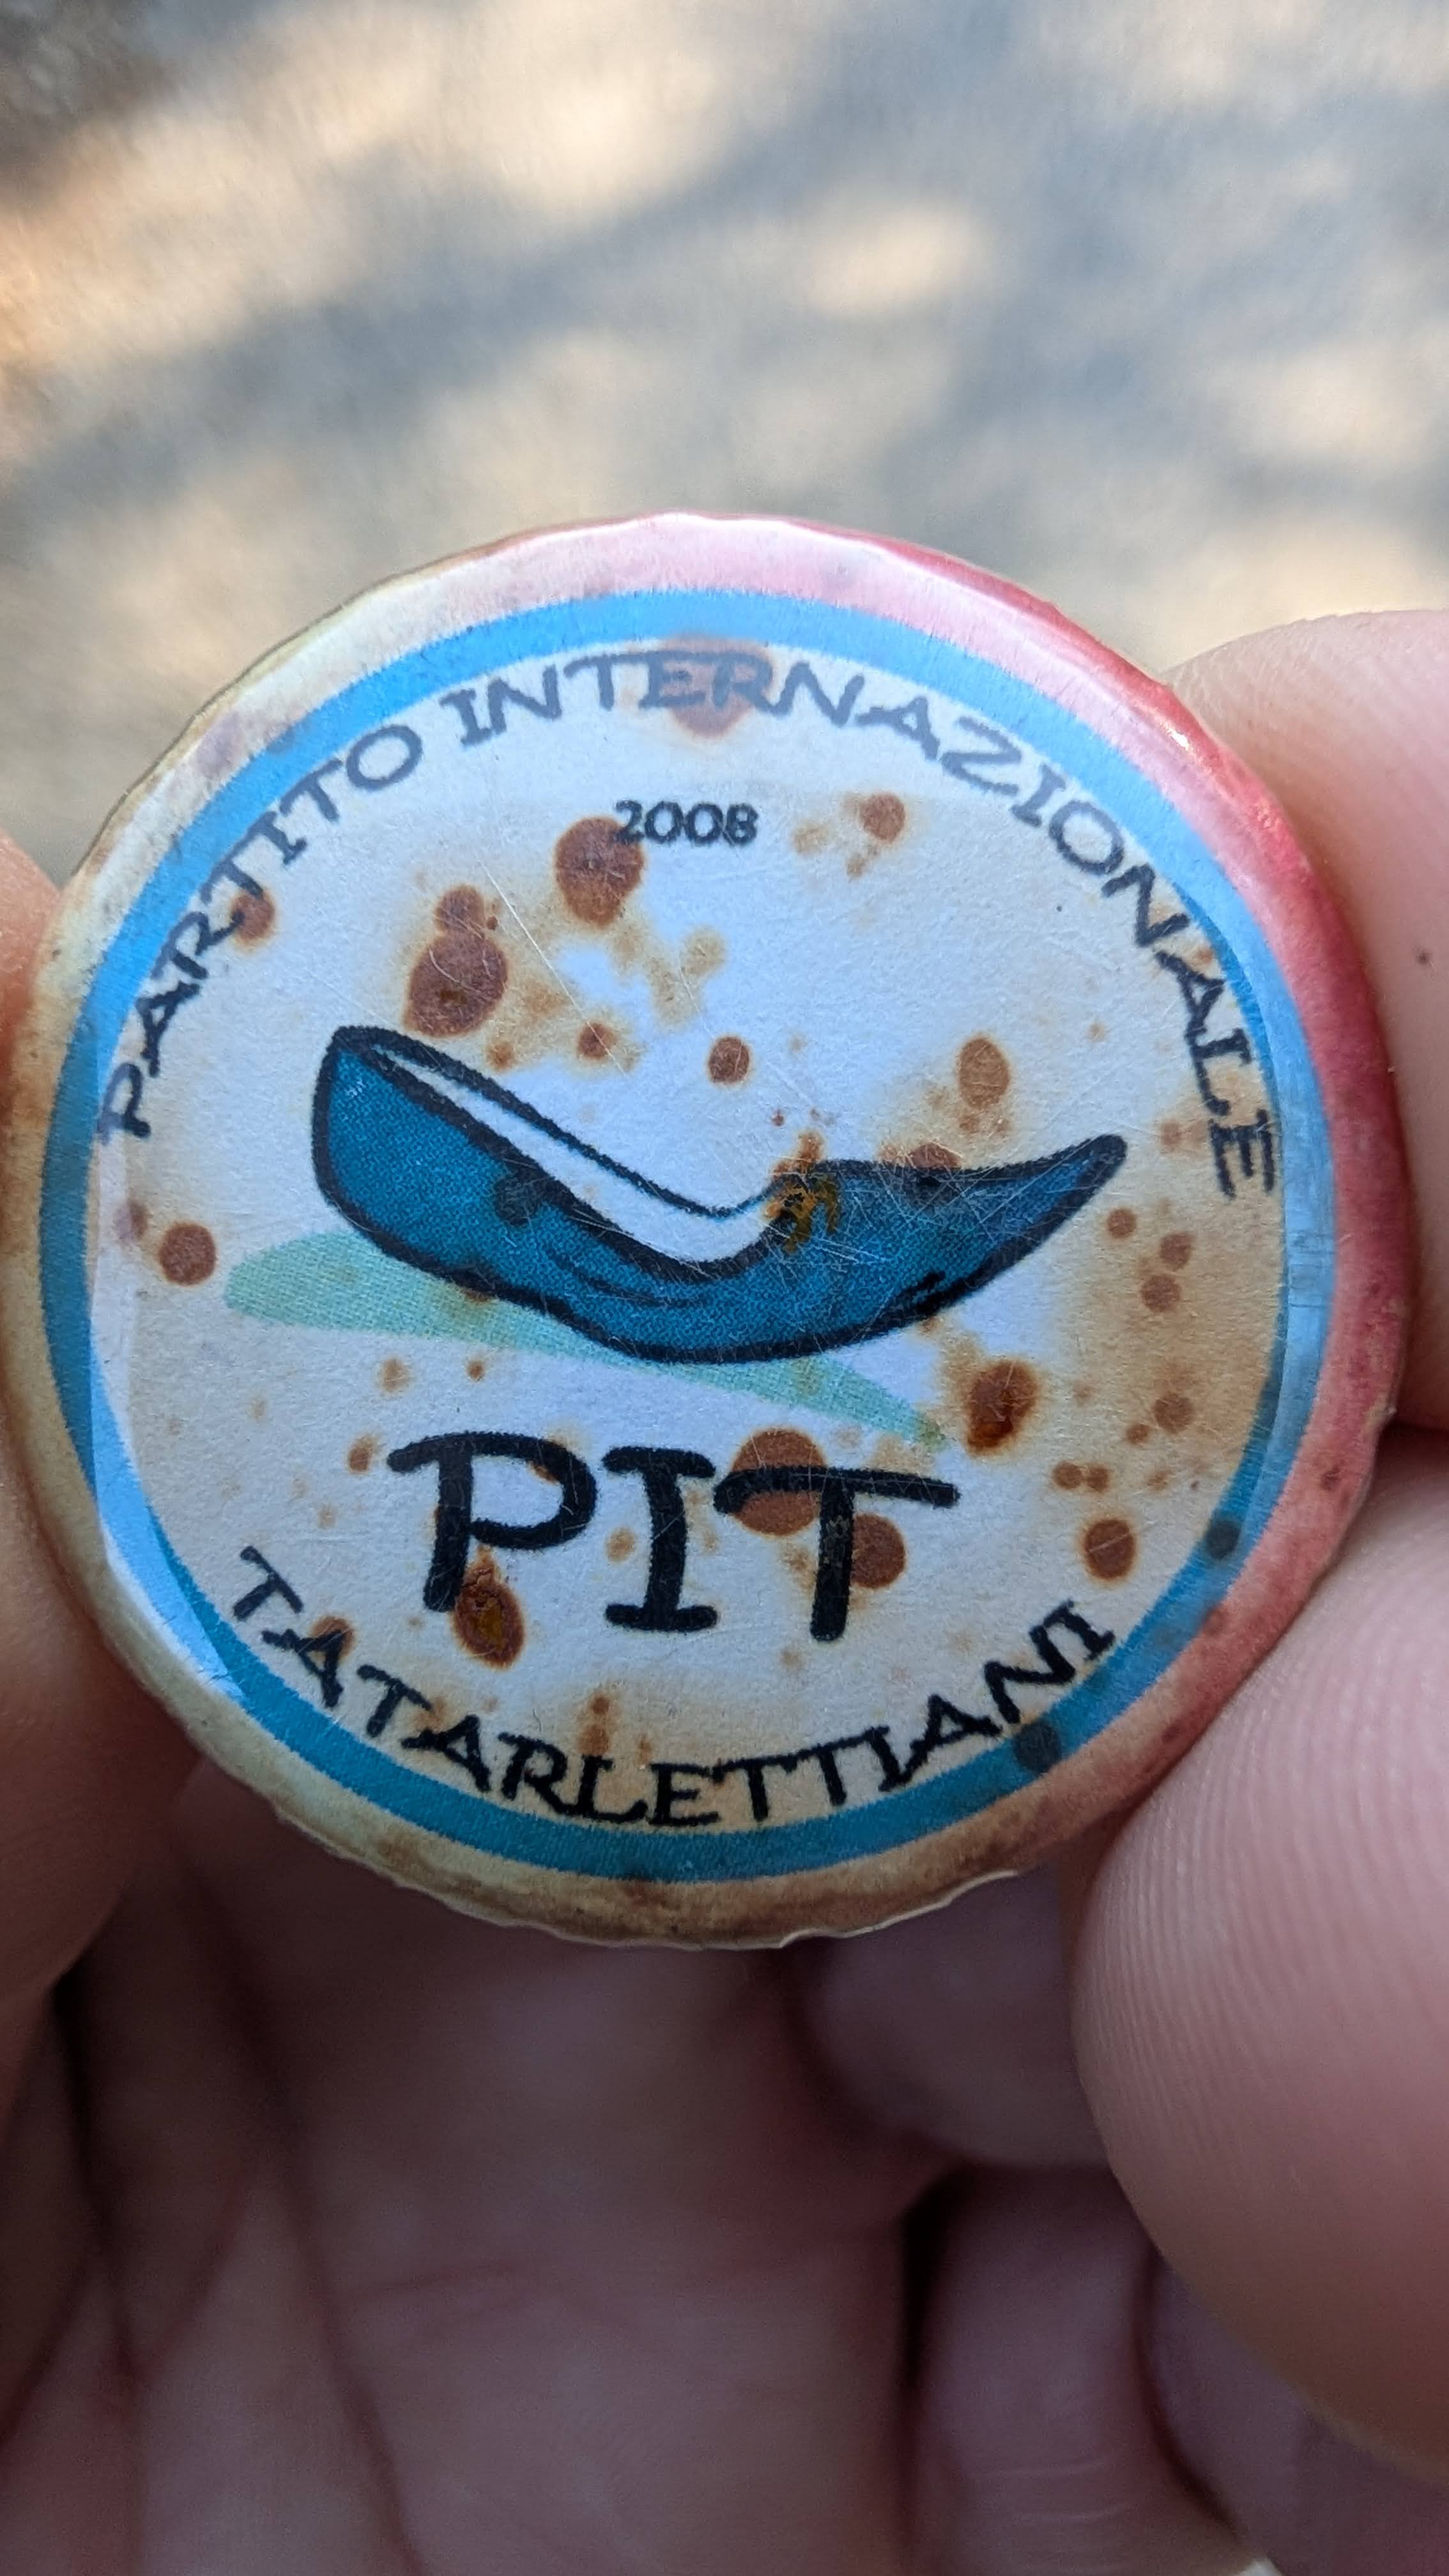 PARTITO INTERNAZIONALE
2008
PIT
TATARLETTIANI